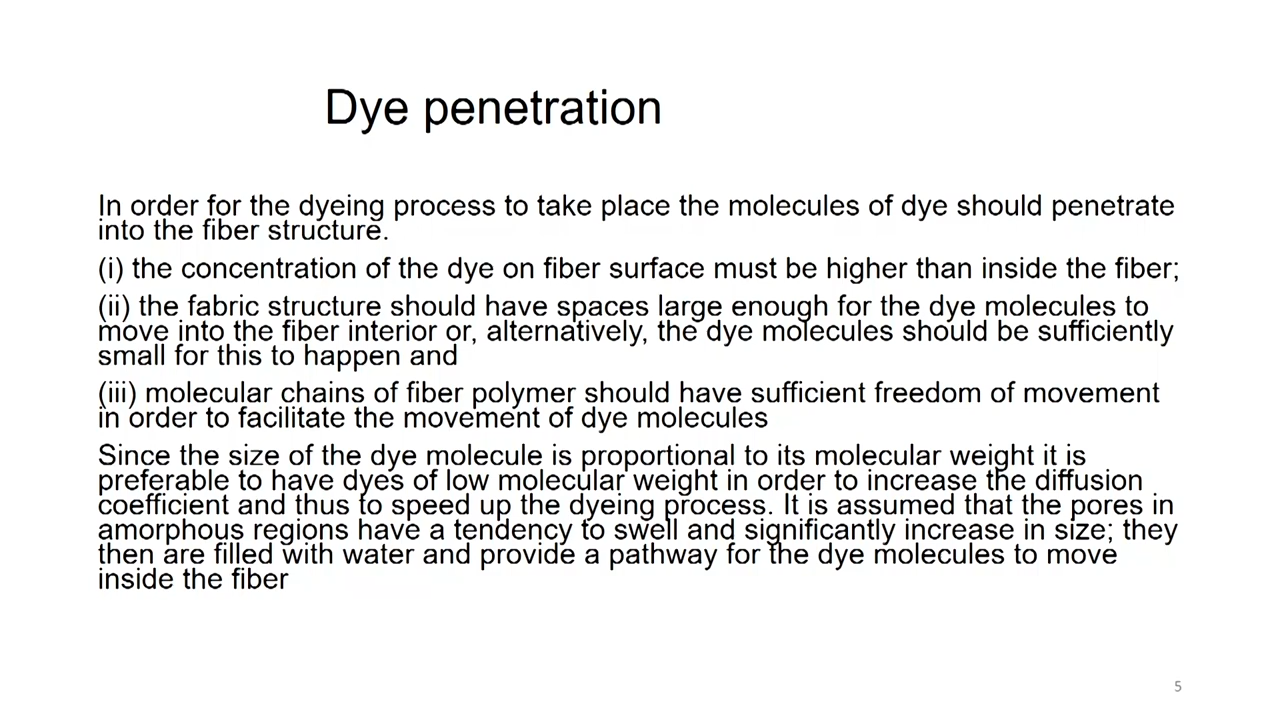 Dye penetration
In order for the dyeing process to take place the molecules of dye should penetrate
into the fiber structure.
(i) the concentration of the dye on fiber surface must be higher than inside the fiber;
(ii) the fabric structure should have spaces large enough for the dye molecules to
move into the fiber interior or, alternatively, the dye molecules should be sufficiently
small for this to happen and
(iii) molecular chains of fiber polymer should have sufficient freedom of movement
in order to facilitate the movement of dye molecules
Since the size of the dye molecule is proportional to its molecular weight it is
preferable to have dyes of low molecular weight in order to increase the diffusion
coefficient and thus to speed up the dyeing process. It is assumed that the pores in
amorphous regions have a tendency to swell and significantly increase in size; they
then are filled with water and provide a pathway for the dye molecules to move
inside the fiber
5